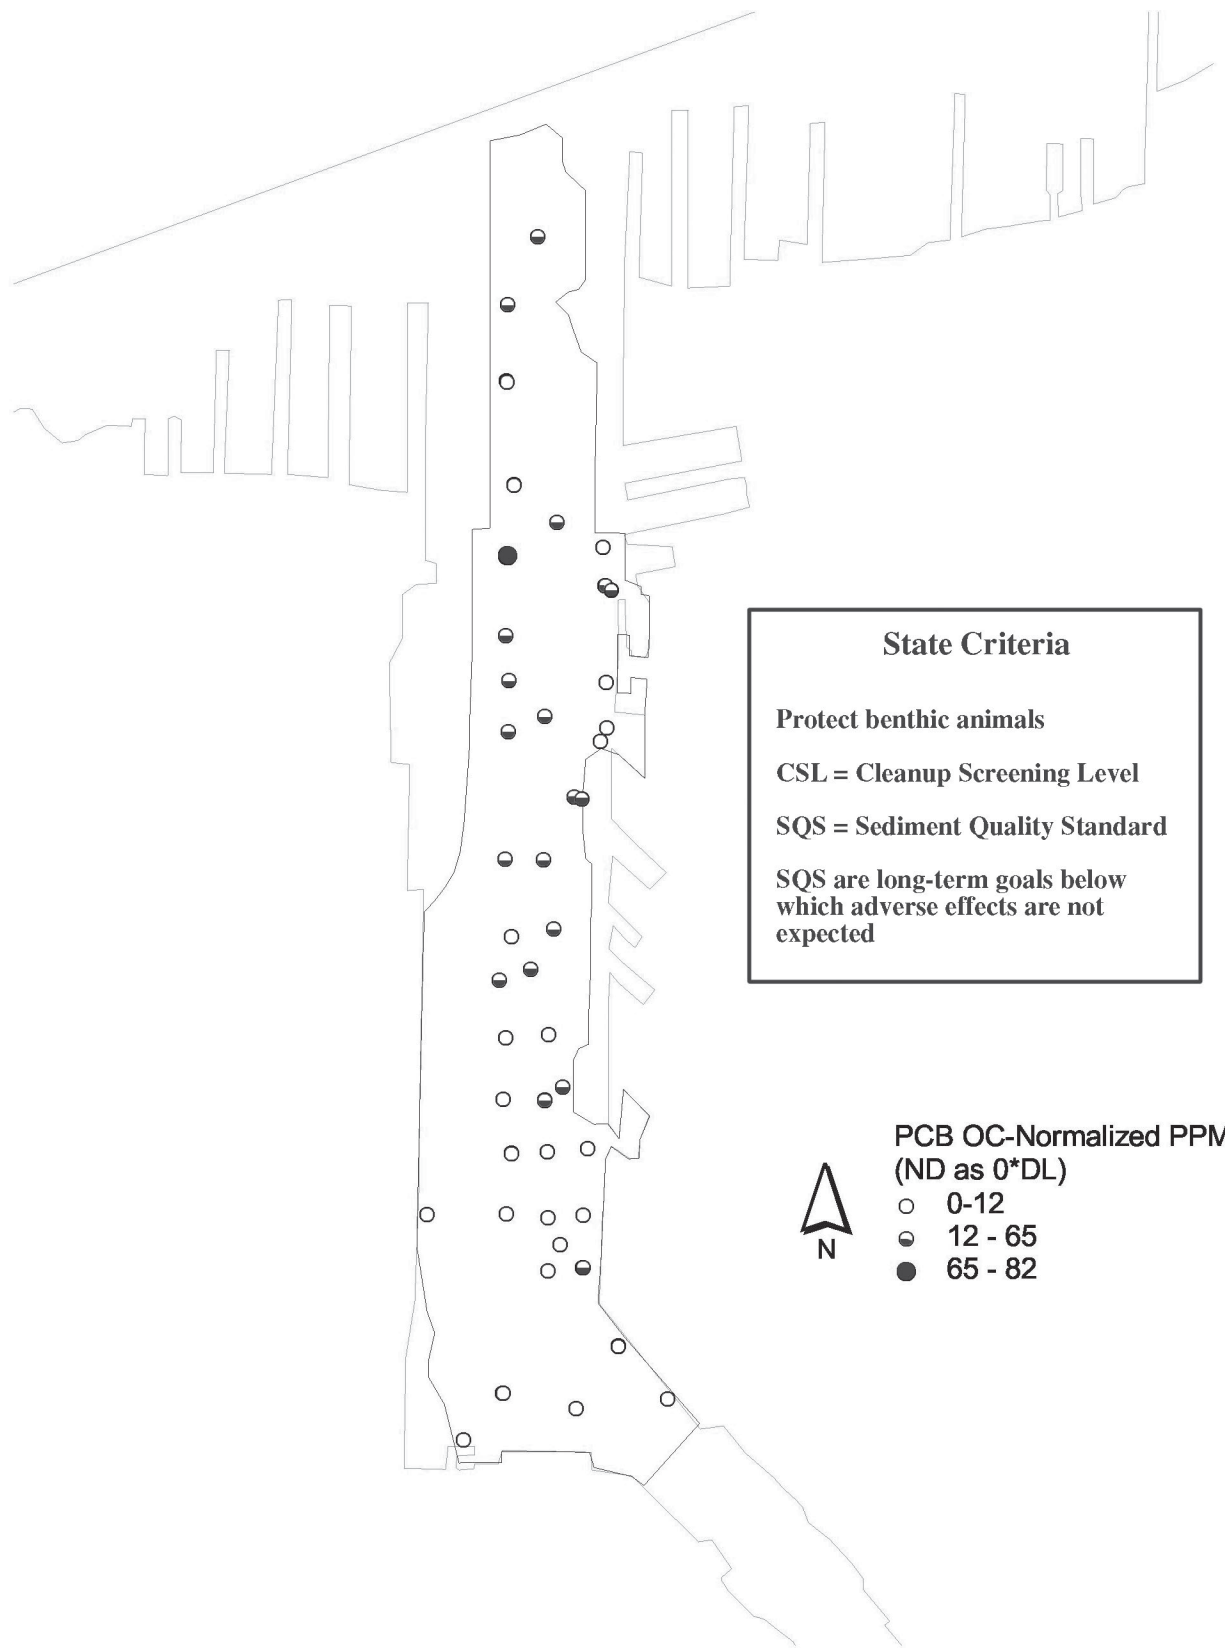 State Criteria
Protect benthic animals
CSL = Cleanup Screening Level
SQS = Sediment Quality Standard
SQS are long-term goals below
which adverse effects are not
expected
PCB OC-Normalized PPM
(ND as 0*DL)
0-12
12 - 65
65 - 82
N